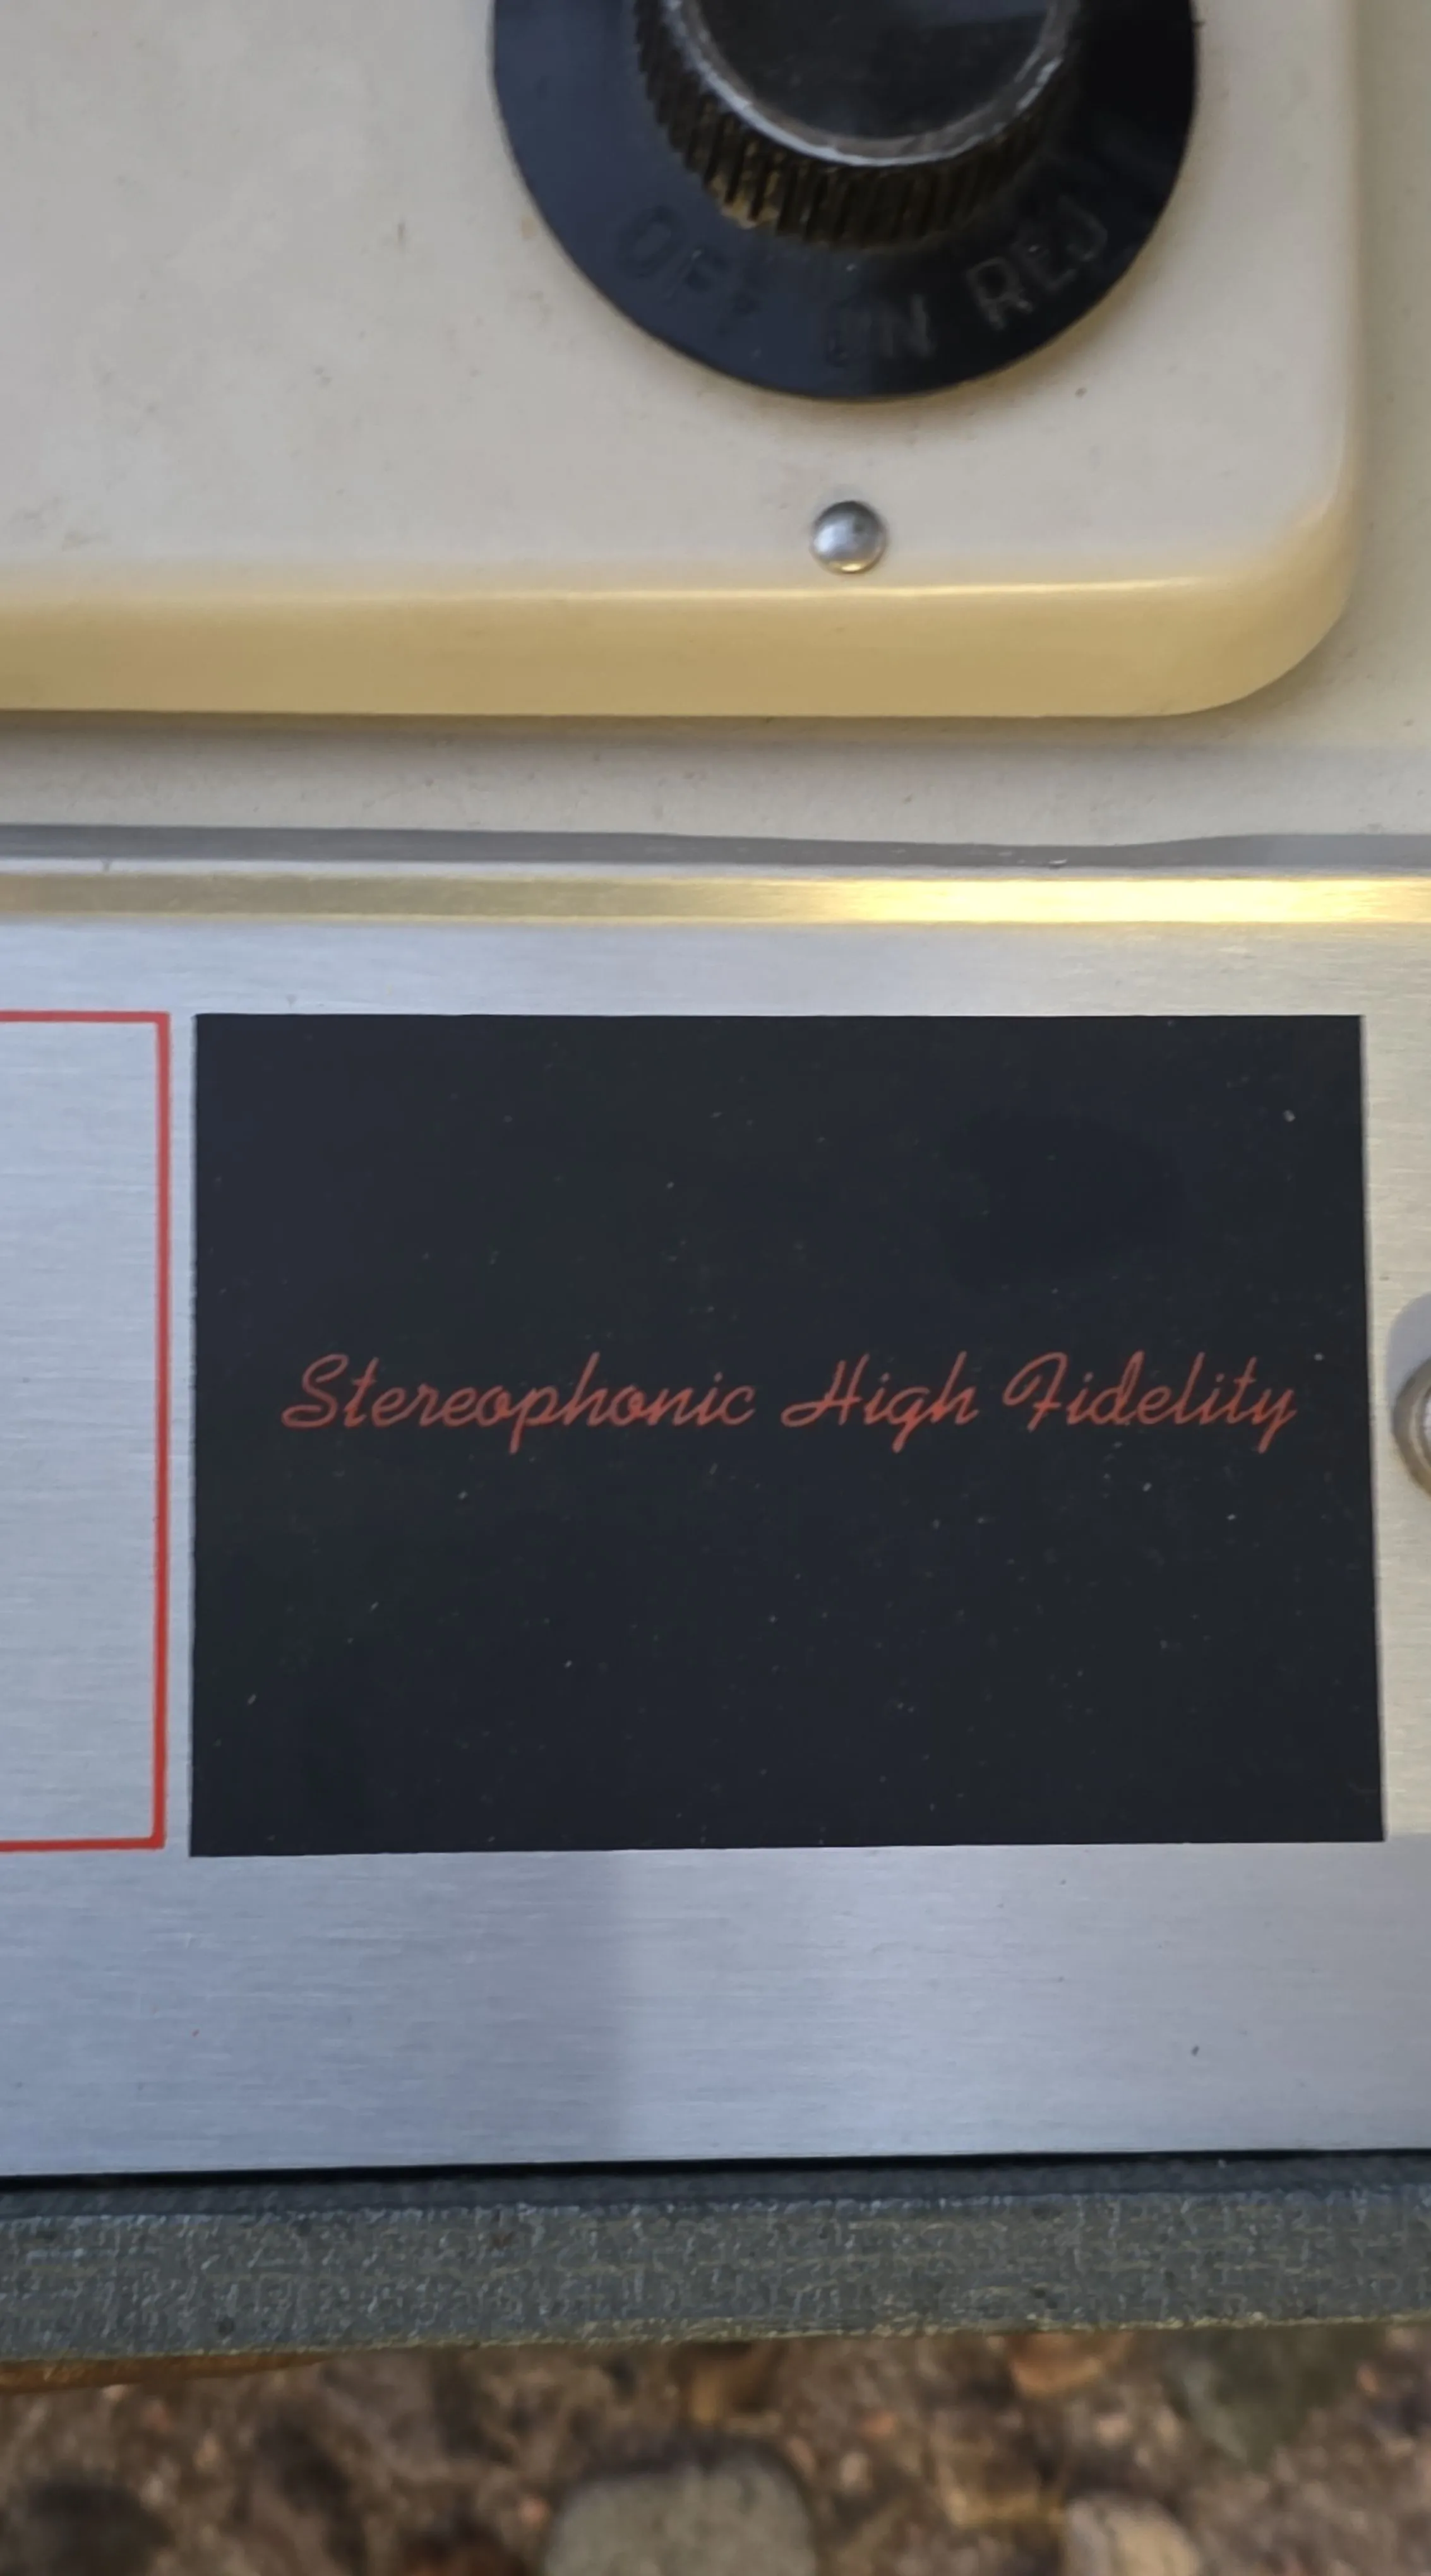 OFF ON REJ
Stereophonic High Fidelity